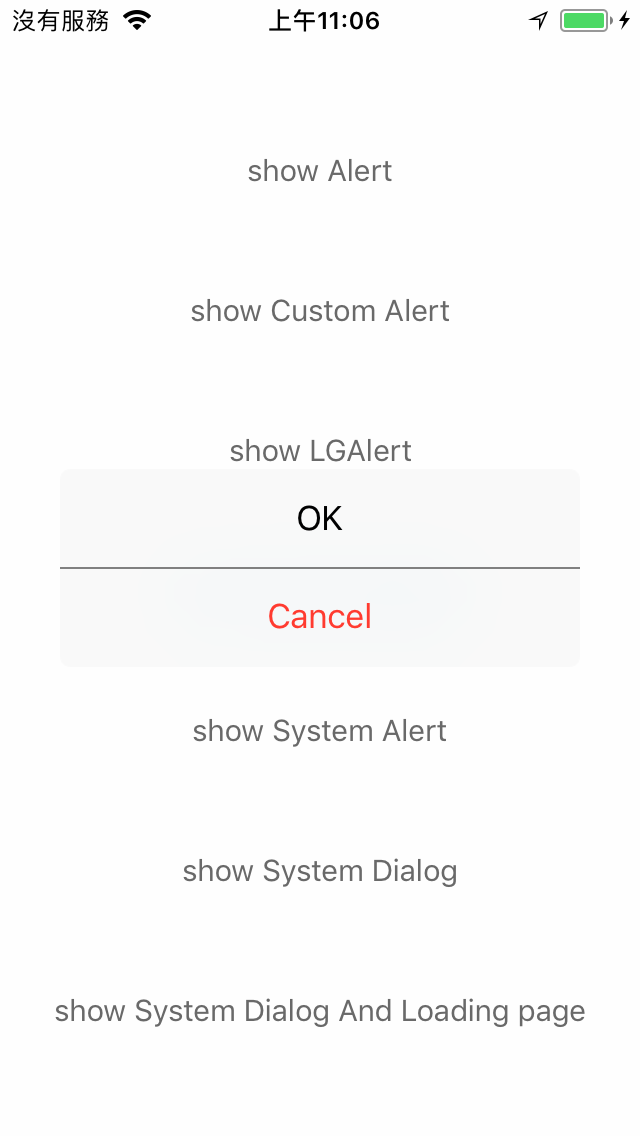 沒有服務 上午11:06
show Alert
show Custom Alert
show LGAlert
OK
Cancel
show System Alert
show System Dialog
show System Dialog And Loading page